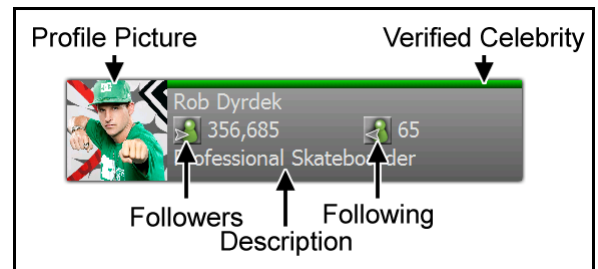 Profile Picture Verified Celebrity
Rob Dyrdek
356,685 65
Professional Skateboarder
Followers Following
Description